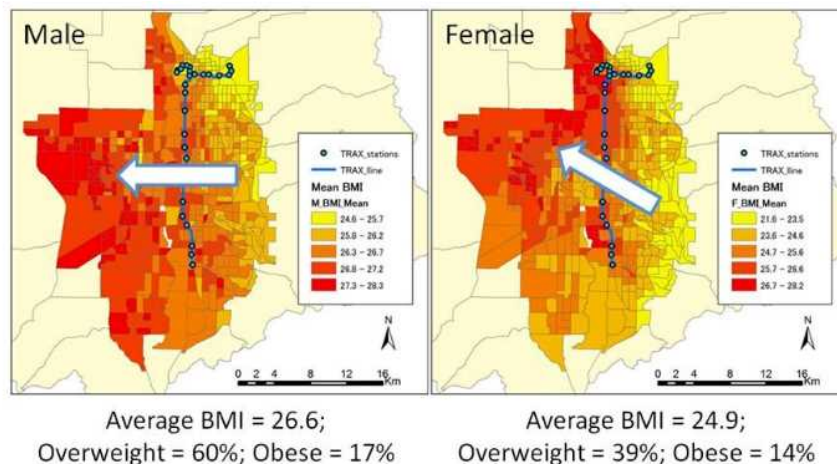 Male
TRAX_stations
TRAX_line
Mean BMI
M_BMI_Mean
24.6 - 25.7
25.8 - 26.2
26.3 - 26.7
26.8 - 27.2
27.3 - 28.3
N
0 2 4 8 12 16
Km
Average BMI = 26.6;
Overweight = 60%; Obese = 17%
Female
TRAX_stations
TRAX_line
Mean BMI
F_BMI_Mean
21.6 - 23.5
23.6 - 24.6
24.7 - 25.6
25.7 - 26.6
26.7 - 28.2
N
0 2 4 8 12 16
Km
Average BMI = 24.9;
Overweight = 39%; Obese = 14%